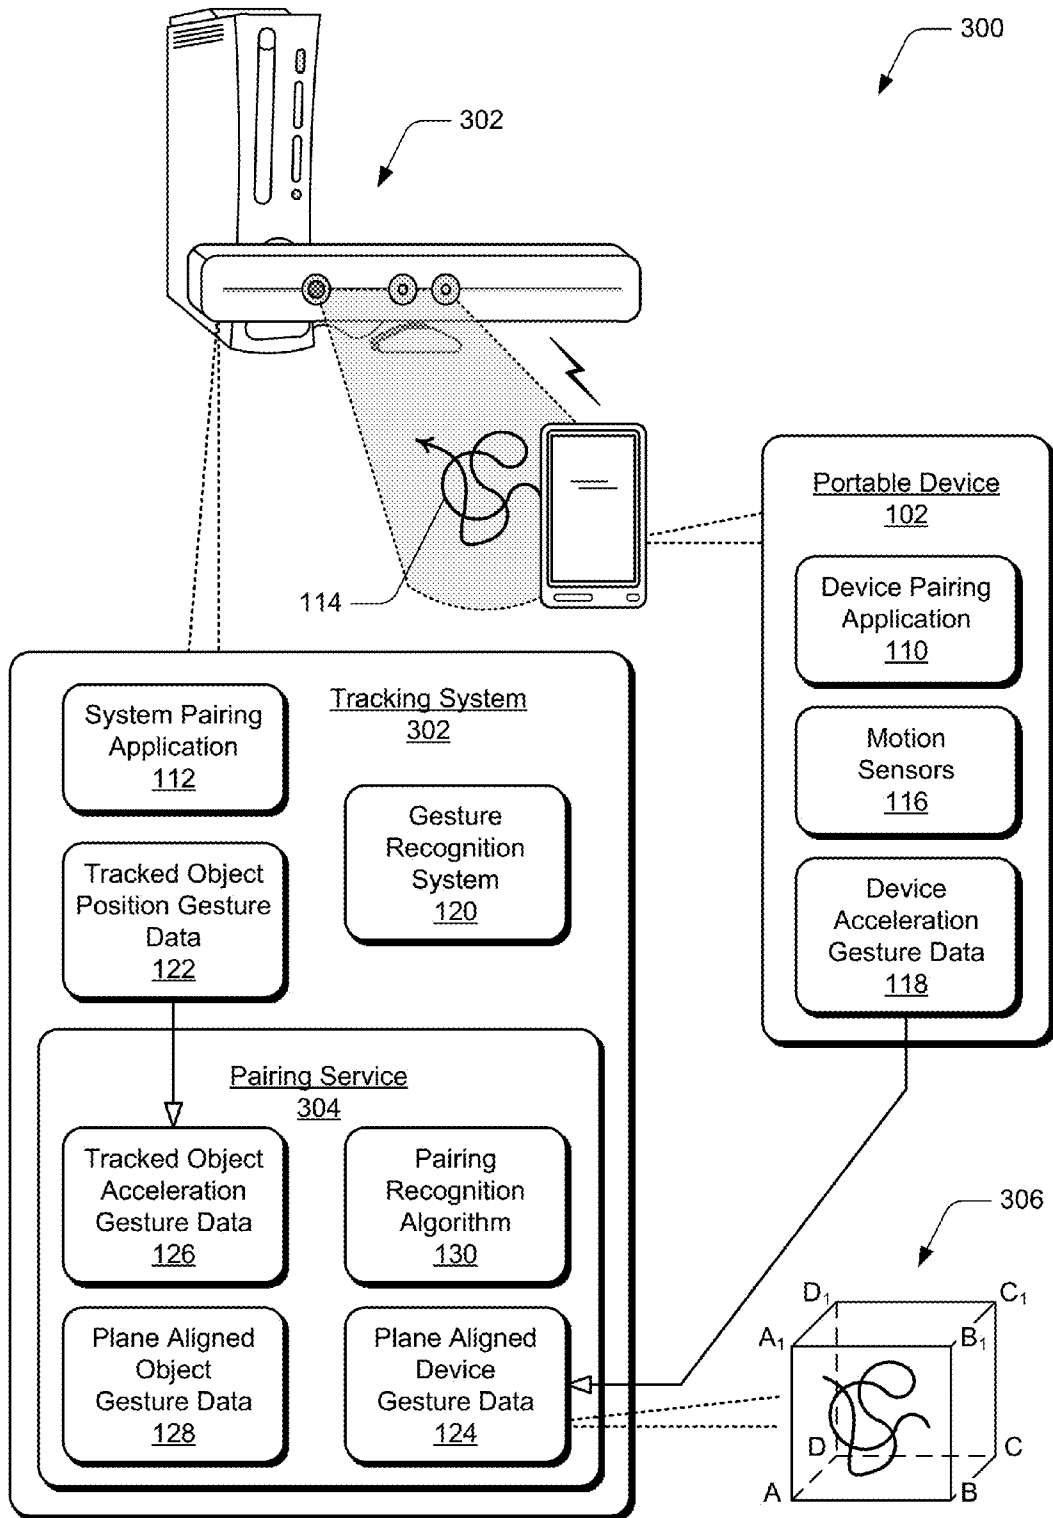 300
302
114
Portable Device
102
Device Pairing
Application
110
Motion
Sensors
116
Device
Acceleration
Gesture Data
118
Tracking System
302
System Pairing
Application
112
Gesture
Recognition
System
120
Tracked Object
Position Gesture
Data
122
Pairing Service
304
Tracked Object
Acceleration
Gesture Data
126
Pairing
Recognition
Algorithm
130
Plane Aligned
Object
Gesture Data
128
Plane Aligned
Device
Gesture Data
124
306
D₁
C₁
A₁
B₁
D
C
A
B